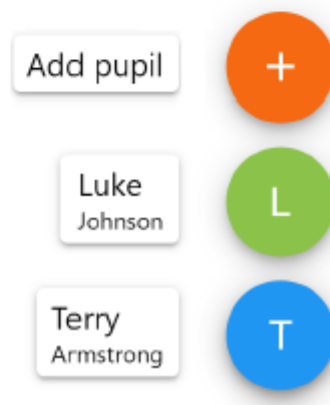 Add pupil
+
Luke
Johnson
L
Terry
Armstrong
T